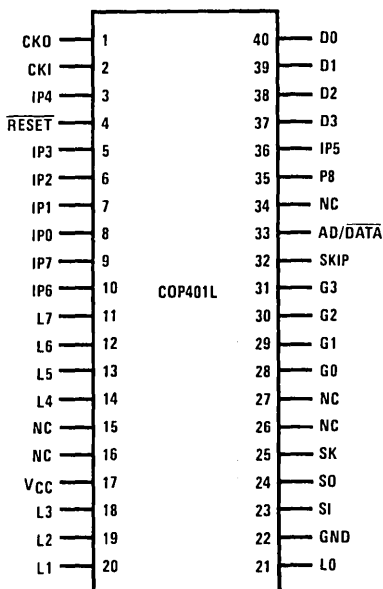 CKO 1 40 D0
CKI 2 39 D1
IP4 3 38 D2
RESET 4 37 D3
IP3 5 36 IP5
IP2 6 35 P8
IP1 7 34 NC
IP0 8 33 AD/DATA
IP7 9 32 SKIP
IP6 10 COP401L 31 G3
L7 11 30 G2
L6 12 29 G1
L5 13 28 G0
L4 14 27 NC
NC 15 26 NC
NC 16 25 SK
VCC 17 24 SO
L3 18 23 SI
L2 19 22 GND
L1 20 21 L0